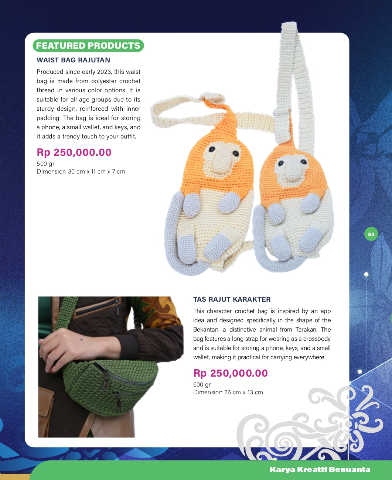 FEATURED PRODUCTS
WAIST BAG RAJUTAN
Produced since early 2023, this waist
bag is made from polyester crochet
thread in various color options. It is
suitable for all age groups due to its
sturdy design, reinforced with inner
padding. The bag is ideal for storing
a phone, a small wallet, and keys, and
it adds a trendy touch to your outfit.
Rp 250,000.00
500 gr
Dimension: 30 cm x 11 cm x 7 cm
TAS RAJUT KARAKTER
This character crochet bag is inspired by an app
idea and designed specifically in the shape of the
Bekantan, a distinctive animal from Tarakan. The
bag features a long strap for wearing as a crossbody
and is suitable for storing a phone, keys, and a small
wallet, making it practical for carrying everywhere.
Rp 250,000.00
500 gr
Dimension: cm x 13 cm
Karya Kreatif Benuanta